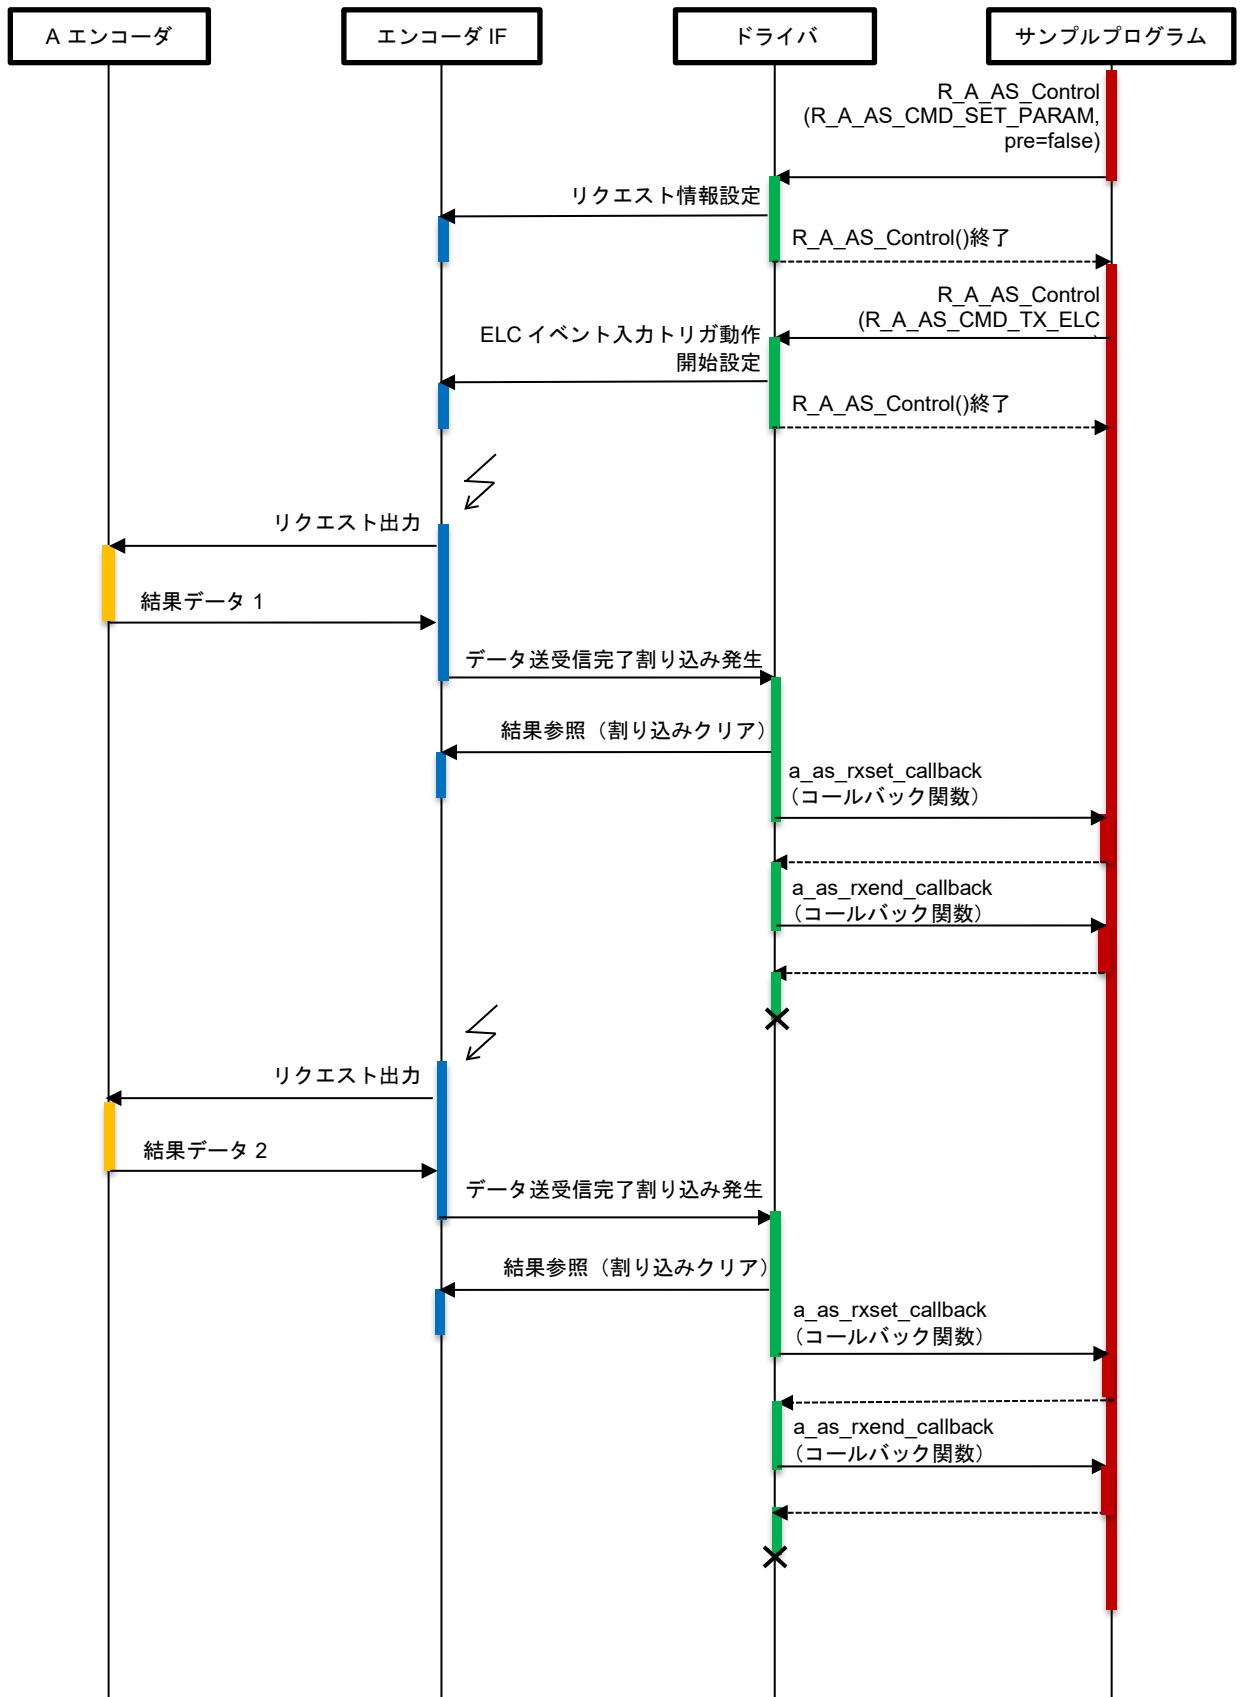 A エンコーダ
エンコーダ IF
ドライバ
サンプルプログラム
R_A_AS_Control
(R_A_AS_CMD_SET_PARAM,
pre=false)
リクエスト情報設定
R_A_AS_Control()終了
R_A_AS_Control
(R_A_AS_CMD_TX_ELC
ELC イベント入力トリガ動作
開始設定
R_A_AS_Control()終了
リクエスト出力
結果データ 1
データ送受信完了割り込み発生
結果参照（割り込みクリア）
a_as_rxset_callback
（コールバック関数）
a_as_rxend_callback
（コールバック関数）
リクエスト出力
結果データ 2
データ送受信完了割り込み発生
結果参照（割り込みクリア）
a_as_rxset_callback
（コールバック関数）
a_as_rxend_callback
（コールバック関数）